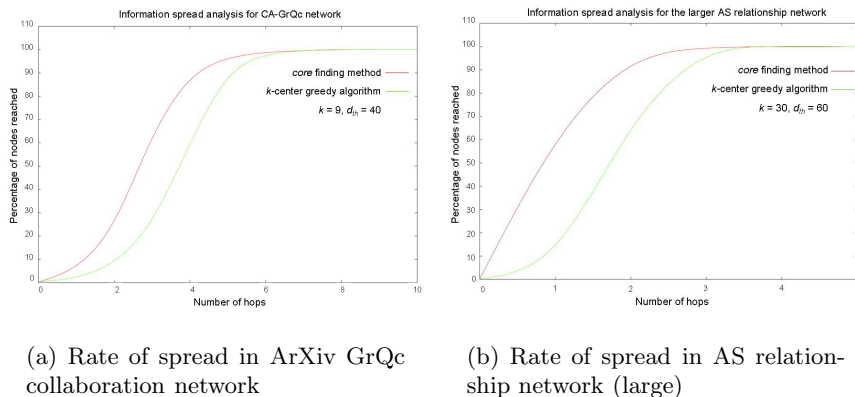 Information spread analysis for CA-GrQc network
110
100
90
80
70
60
50
40
30
20
10
0
Percentage of nodes reached
core finding method
k-center greedy algorithm
k = 9, dth = 40
0 2 4 6 8 10
Number of hops
(a) Rate of spread in ArXiv GrQc
collaboration network
Information spread analysis for the larger AS relationship network
110
100
90
80
70
60
50
40
30
20
10
0
Percentage of nodes reached
core finding method
k-center greedy algorithm
k = 30, dth = 60
0 1 2 3 4
Number of hops
(b) Rate of spread in AS relation-
ship network (large)